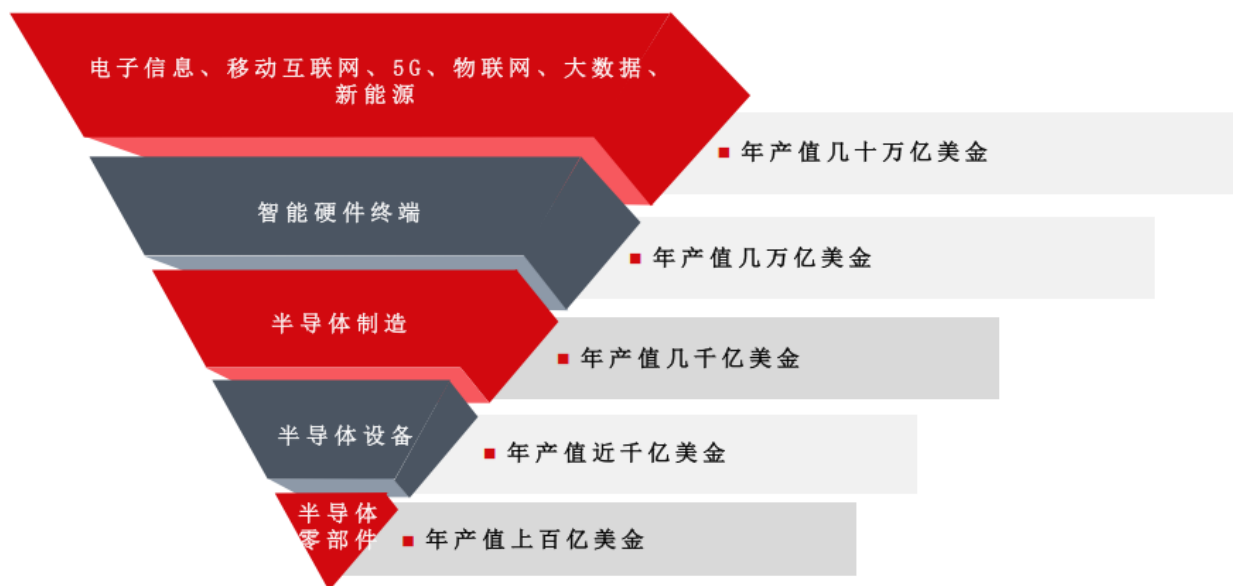 电子信息、移动互联网、5G、物联网、大数据、
新能源
年产值几十万亿美金
智能硬件终端
年产值几万亿美金
半导体制造
年产值几千亿美金
半导体设备
年产值近千亿美金
半导体
零部件
年产值上百亿美金